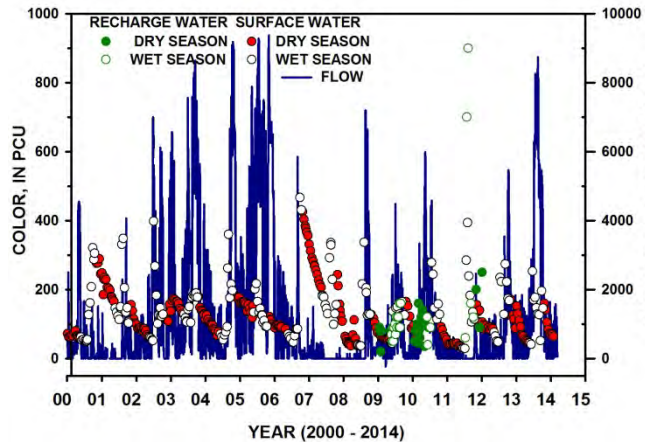 1000
10000
RECHARGE WATER SURFACE WATER
DRY SEASON DRY SEASON
WET SEASON WET SEASON
FLOW
800
8000
600
6000
400
4000
200
2000
0
0
COLOR, IN PCU
00 01 02 03 04 05 06 07 08 09 10 11 12 13 14 15
YEAR (2000 - 2014)